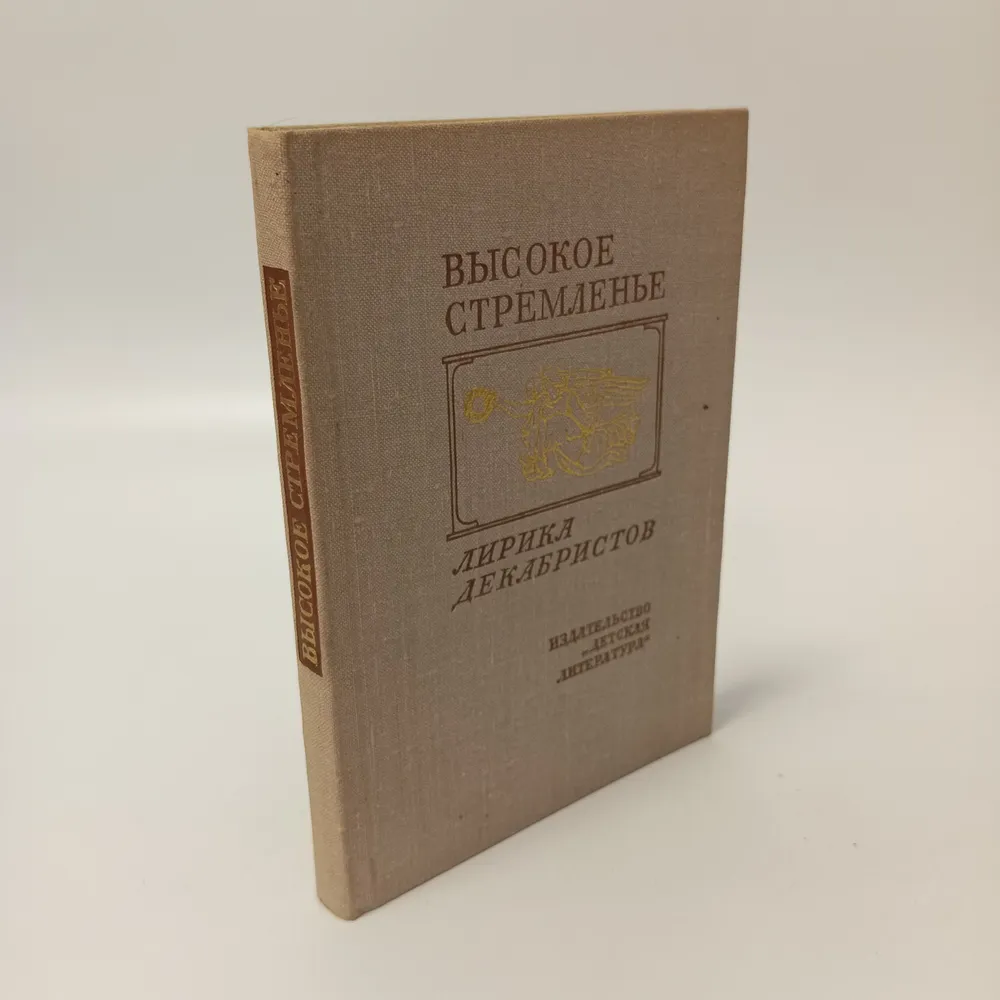 ВЫСОКОЕ СТРЕМЛЕНЬЕ
ВЫСОКОЕ
СТРЕМЛЕНЬЕ
ЛИРИКА
ДЕКАБРИСТОВ
ИЗДАТЕЛЬСТВО
„ДЕТСКАЯ
ЛИТЕРАТУРА“